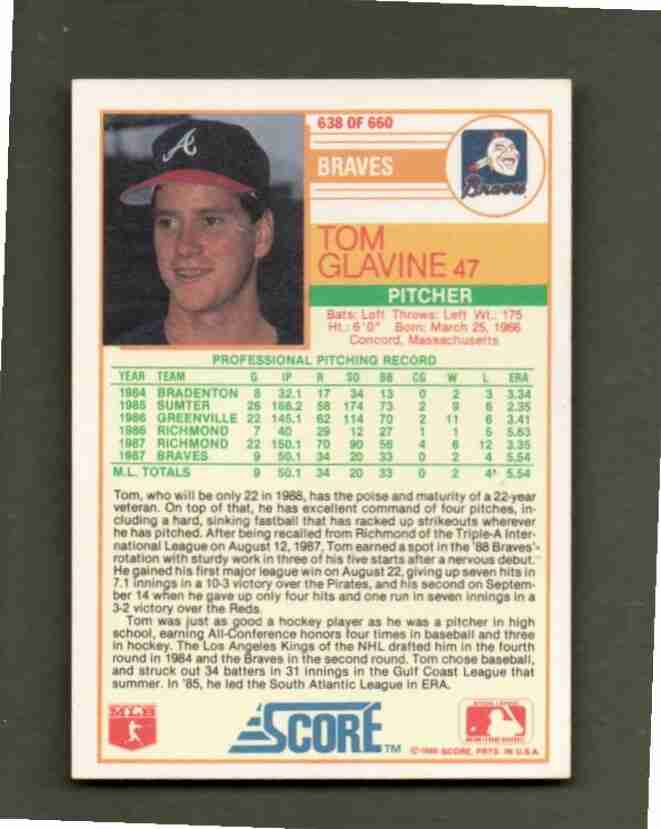 638 OF 660
BRAVES
Braves
TOM
GLAVINE 47
PITCHER
Bats: Left Throws: Left Wt.: 175
Ht.: 6'0" Born: March 25, 1966
Concord, Massachusetts
PROFESSIONAL PITCHING RECORD
YEAR TEAM G IP R SO BB CG W L ERA
1984 BRADENTON 8 32.1 17 34 13 0 2 3 3.34
1985 SUMTER 26 168.2 58 174 73 2 9 6 2.35
1986 GREENVILLE 22 145.1 62 114 70 2 11 6 3.41
1986 RICHMOND 7 40 29 12 27 1 1 5 5.63
1987 RICHMOND 22 150.1 70 90 56 4 6 12 3.35
1987 BRAVES 9 50.1 34 20 33 0 2 4 5.54
M.L. TOTALS 9 50.1 34 20 33 0 2 4 5.54
Tom, who will be only 22 in 1988, has the poise and maturity of a 22-year
veteran. On top of that, he has excellent command of four pitches, in-
cluding a hard, sinking fastball that has racked up strikeouts wherever
he has pitched. After being recalled from Richmond of the Triple-A Inter-
national League on August 12, 1987, Tom earned a spot in the '88 Braves'
rotation with sturdy work in three of his five starts after a nervous debut.
He gained his first major league win on August 22, giving up seven hits in
7.1 innings in a 10-3 victory over the Pirates, and his second on Septem-
ber 14 when he gave up only four hits and one run in seven innings in a
3-2 victory over the Reds.
Tom was just as good a hockey player as he was a pitcher in high
school, earning All-Conference honors four times in baseball and three
in hockey. The Los Angeles Kings of the NHL drafted him in the fourth
round in 1984 and the Braves in the second round. Tom chose baseball,
and struck out 34 batters in 31 innings in the Gulf Coast League that
summer. In '85, he led the South Atlantic League in ERA.
MLB
SCORE™
©1988 SCORE, PRTD. IN U.S.A.